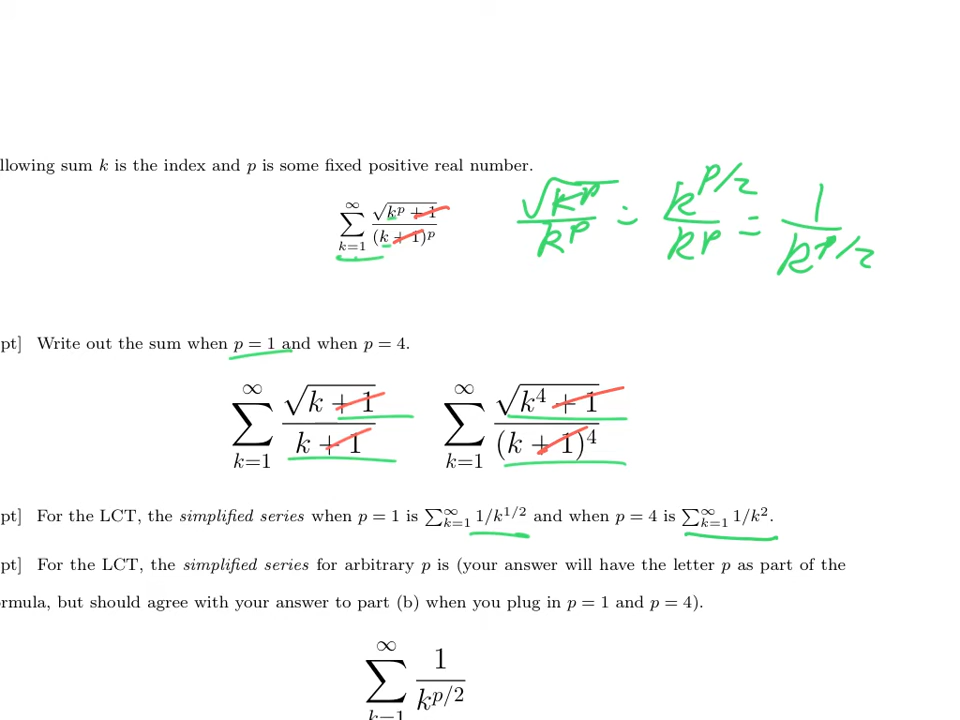 llowing sum k is the index and p is some fixed positive real number.
∑_{k=1}^{∞} √(k^p + 1) / (k + 1)^p
√(k^p) / k^p = k^{p/2} / k^p = 1 / k^{p/2}
pt] Write out the sum when p = 1 and when p = 4.
∑_{k=1}^{∞} √(k + 1) / (k + 1) ∑_{k=1}^{∞} √(k^4 + 1) / (k + 1)^4
pt] For the LCT, the simplified series when p = 1 is ∑_{k=1}^{∞} 1/k^{1/2} and when p = 4 is ∑_{k=1}^{∞} 1/k^2.
pt] For the LCT, the simplified series for arbitrary p is (your answer will have the letter p as part of the
ormula, but should agree with your answer to part (b) when you plug in p = 1 and p = 4).
∑_{k=1}^{∞} 1 / k^{p/2}